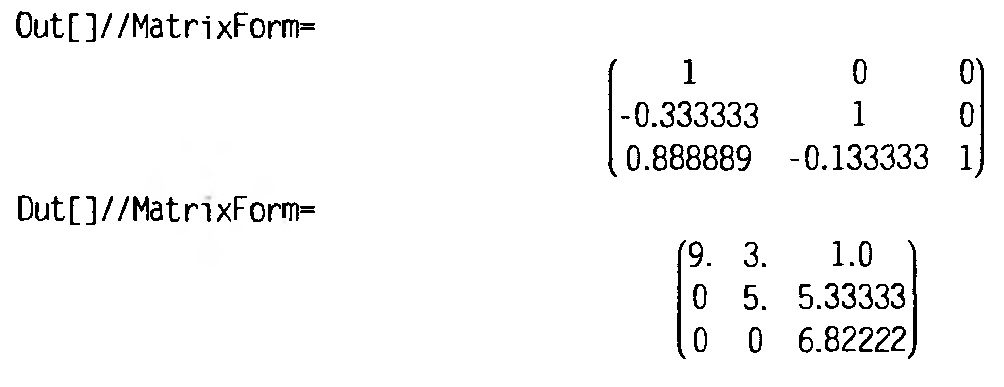 Out[]//MatrixForm=
1 0 0
-0.333333 1 0
0.888889 -0.133333 1
Dut[]//MatrixForm=
9. 3. 1.0
0 5. 5.33333
0 0 6.82222